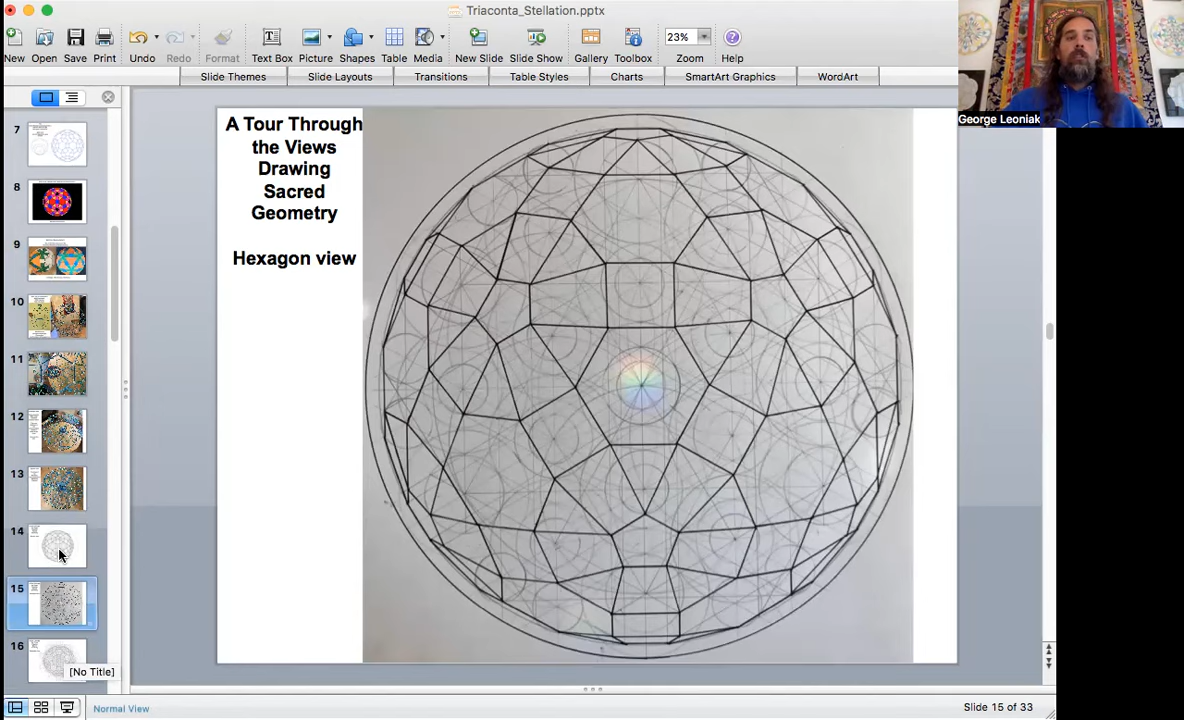 Triaconta_Stellation.pptx
New Open Save Print Undo Redo Format Text Box Picture Shapes Table Media New Slide Slide Show Gallery Toolbox Zoom Help
23%
Slide Themes Slide Layouts Transitions Table Styles Charts SmartArt Graphics WordArt
George Leoniak
A Tour Through
the Views
Drawing
Sacred
Geometry
Hexagon view
7
8
9
10
11
12
13
14
15
16
[No Title]
Normal View
Slide 15 of 33